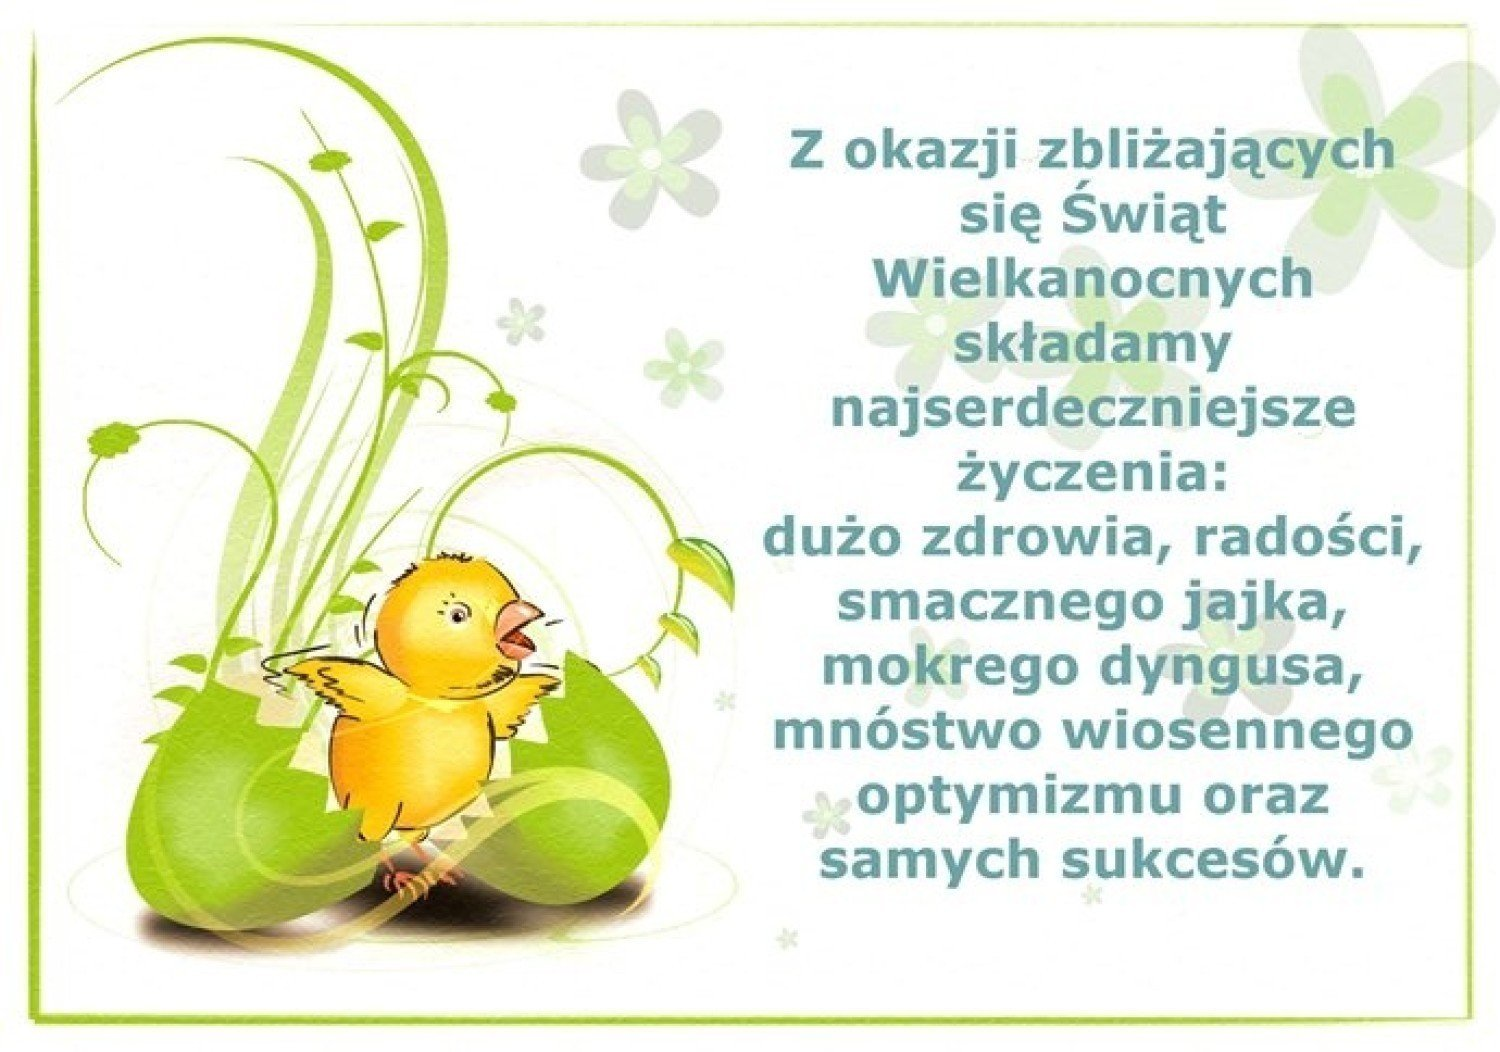 Z okazji zbliżających
się Świąt
Wielkanocnych
składamy
najserdeczniejsze
życzenia:
dużo zdrowia, radości,
smacznego jajka,
mokrego dyngusa,
mnóstwo wiosennego
optymizmu oraz
samych sukcesów.